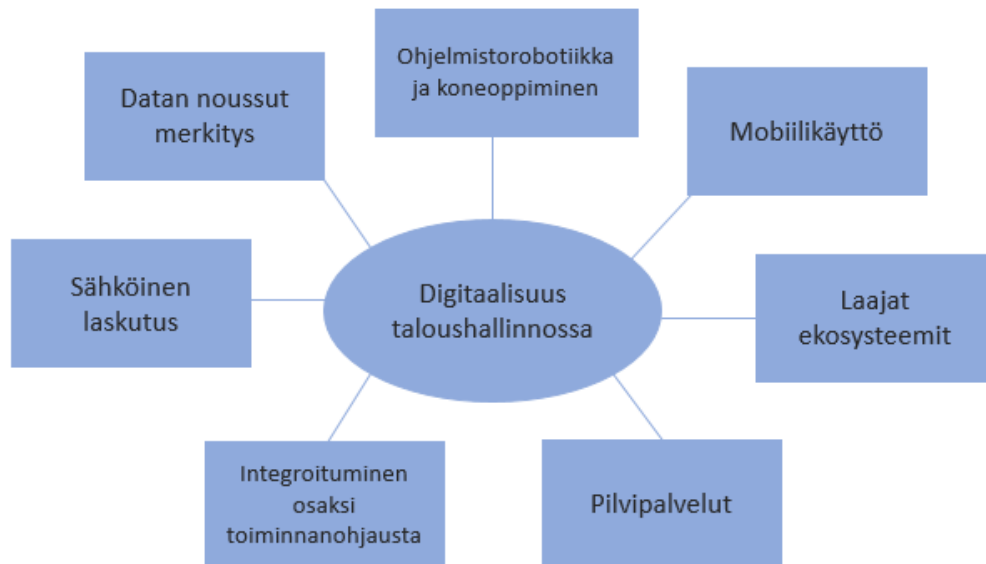 Ohjelmistorobotiikka
ja koneoppiminen
Datan noussut
merkitys
Mobiilikäyttö
Sähköinen
laskutus
Digitaalisuus
taloushallinnossa
Laajat
ekosysteemit
Integroituminen
osaksi
toiminnanohjausta
Pilvipalvelut